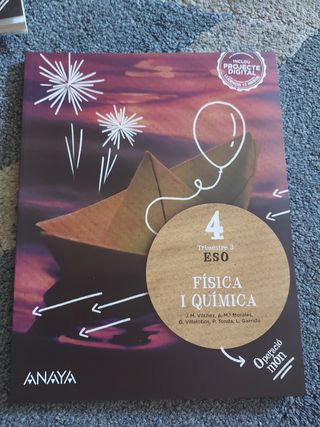 INCLOU
PROJECTE
DIGITAL
4
Trimestre 3
ESO
FÍSICA
I QUÍMICA
J. M. Vílchez, A. M.ª Morales,
G. Villalobos, P. Tonda, L. Garrido
Operació
món
ANAYA